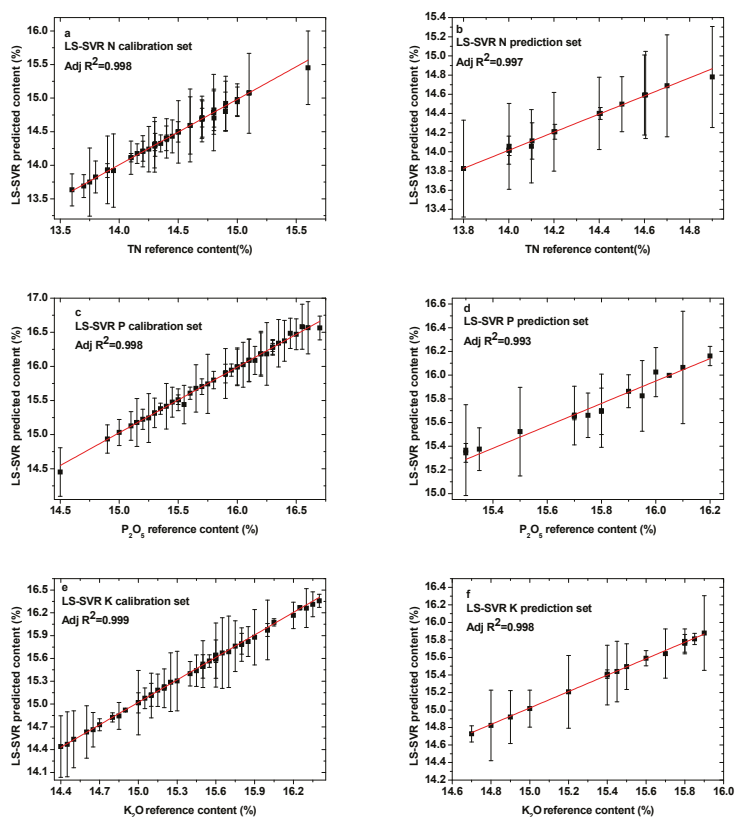 a
LS-SVR N calibration set
Adj R²=0.998
LS-SVR predicted content (%)
16.0
15.5
15.0
14.5
14.0
13.5
13.5 14.0 14.5 15.0 15.5
TN reference content(%)
b
LS-SVR N prediction set
Adj R²=0.997
LS-SVR predicted content (%)
15.4
15.2
15.0
14.8
14.6
14.4
14.2
14.0
13.8
13.6
13.4
13.8 14.0 14.2 14.4 14.6 14.8
TN reference content(%)
c
LS-SVR P calibration set
Adj R²=0.998
LS-SVR predicted content (%)
17.0
16.5
16.0
15.5
15.0
14.5
14.5 15.0 15.5 16.0 16.5
P₂O₅ reference content (%)
d
LS-SVR P prediction set
Adj R²=0.993
LS-SVR predicted content (%)
16.6
16.4
16.2
16.0
15.8
15.6
15.4
15.2
15.0
15.4 15.6 15.8 16.0 16.2
P₂O₅ reference content (%)
e
LS-SVR K calibration set
Adj R²=0.999
LS-SVR predicted content (%)
16.5
16.2
15.9
15.6
15.3
15.0
14.7
14.4
14.1
14.4 14.7 15.0 15.3 15.6 15.9 16.2
K₂O reference content (%)
f
LS-SVR K prediction set
Adj R²=0.998
LS-SVR predicted content (%)
16.4
16.2
16.0
15.8
15.6
15.4
15.2
15.0
14.8
14.6
14.4
14.2
14.6 14.8 15.0 15.2 15.4 15.6 15.8 16.0
K₂O reference content (%)